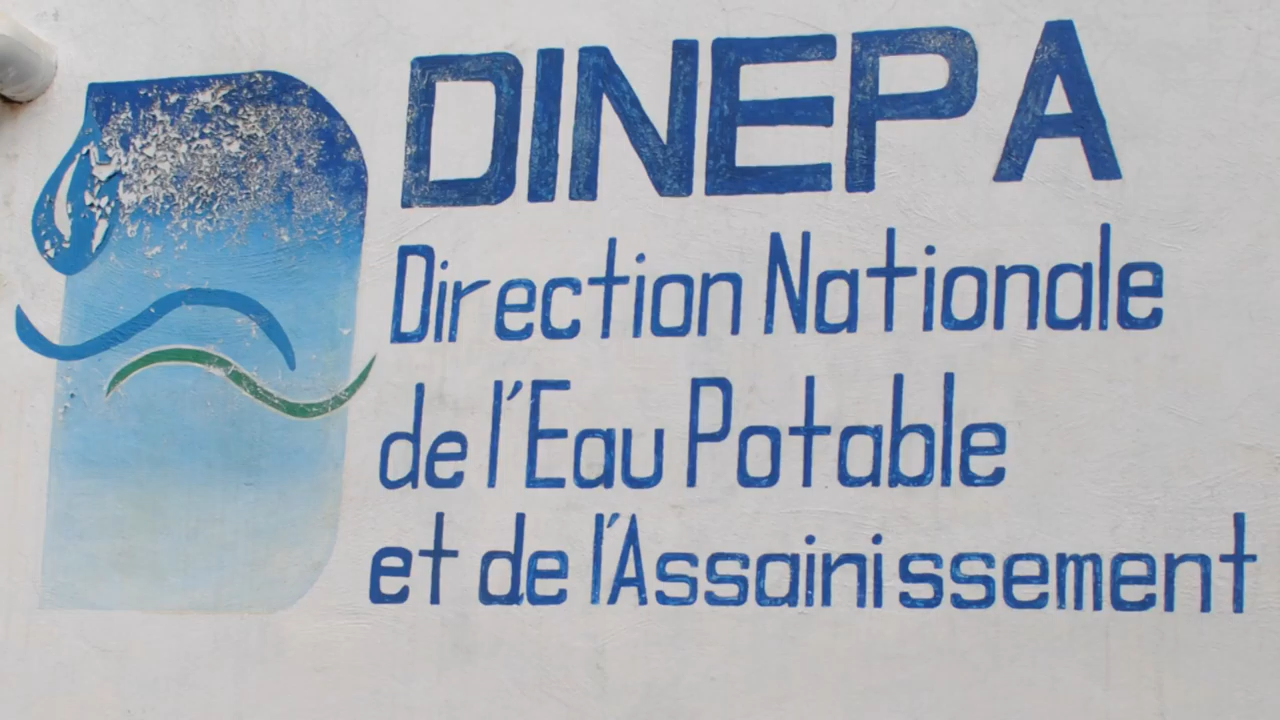 DINEPA
Direction Nationale
de l'Eau Potable
et de l'Assainissement